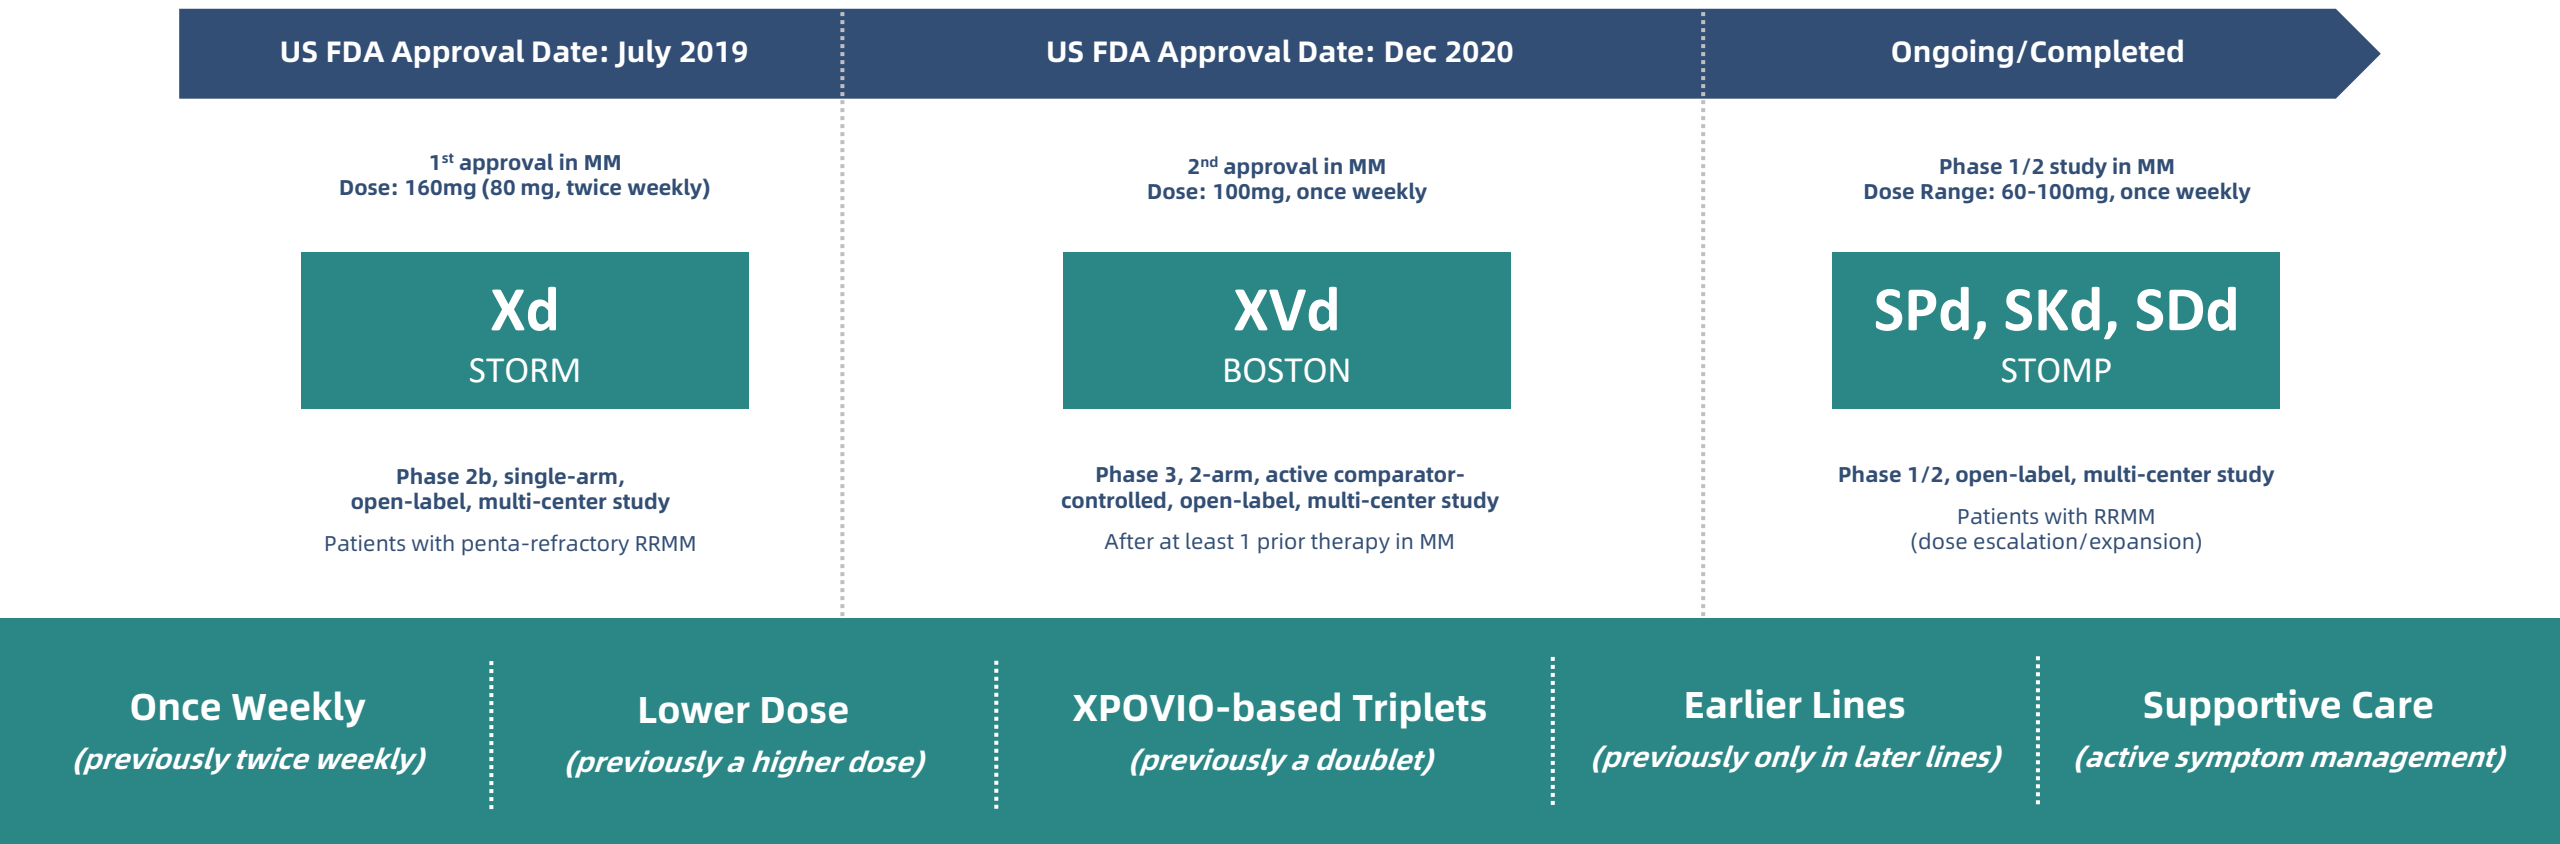 US FDA Approval Date: July 2019
1st approval in MM
Dose: 160mg (80 mg, twice weekly)
Xd
STORM
Phase 2b, single-arm,
open-label, multi-center study
Patients with penta-refractory RRMM
US FDA Approval Date: Dec 2020
2nd approval in MM
Dose: 100mg, once weekly
XVd
BOSTON
Phase 3, 2-arm, active comparator-
controlled, open-label, multi-center study
After at least 1 prior therapy in MM
Ongoing/Completed
Phase 1/2 study in MM
Dose Range: 60-100mg, once weekly
SPd, SKd, SDd
STOMP
Phase 1/2, open-label, multi-center study
Patients with RRMM
(dose escalation/expansion)
Once Weekly
(previously twice weekly)
Lower Dose
(previously a higher dose)
XPOVIO-based Triplets
(previously a doublet)
Earlier Lines
(previously only in later lines)
Supportive Care
(active symptom management)